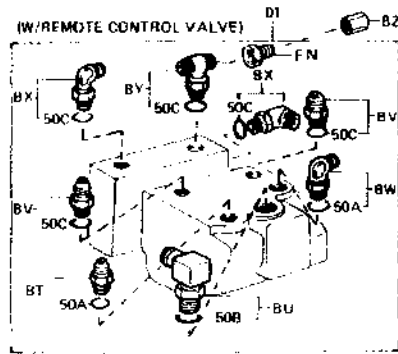 (W/REMOTE CONTROL VALVE)
D1
BZ
FN
BX
BY
BX
50C
50C
50C
BV
50C
BV
50C
BW
50A
BT
50A
50B
BU